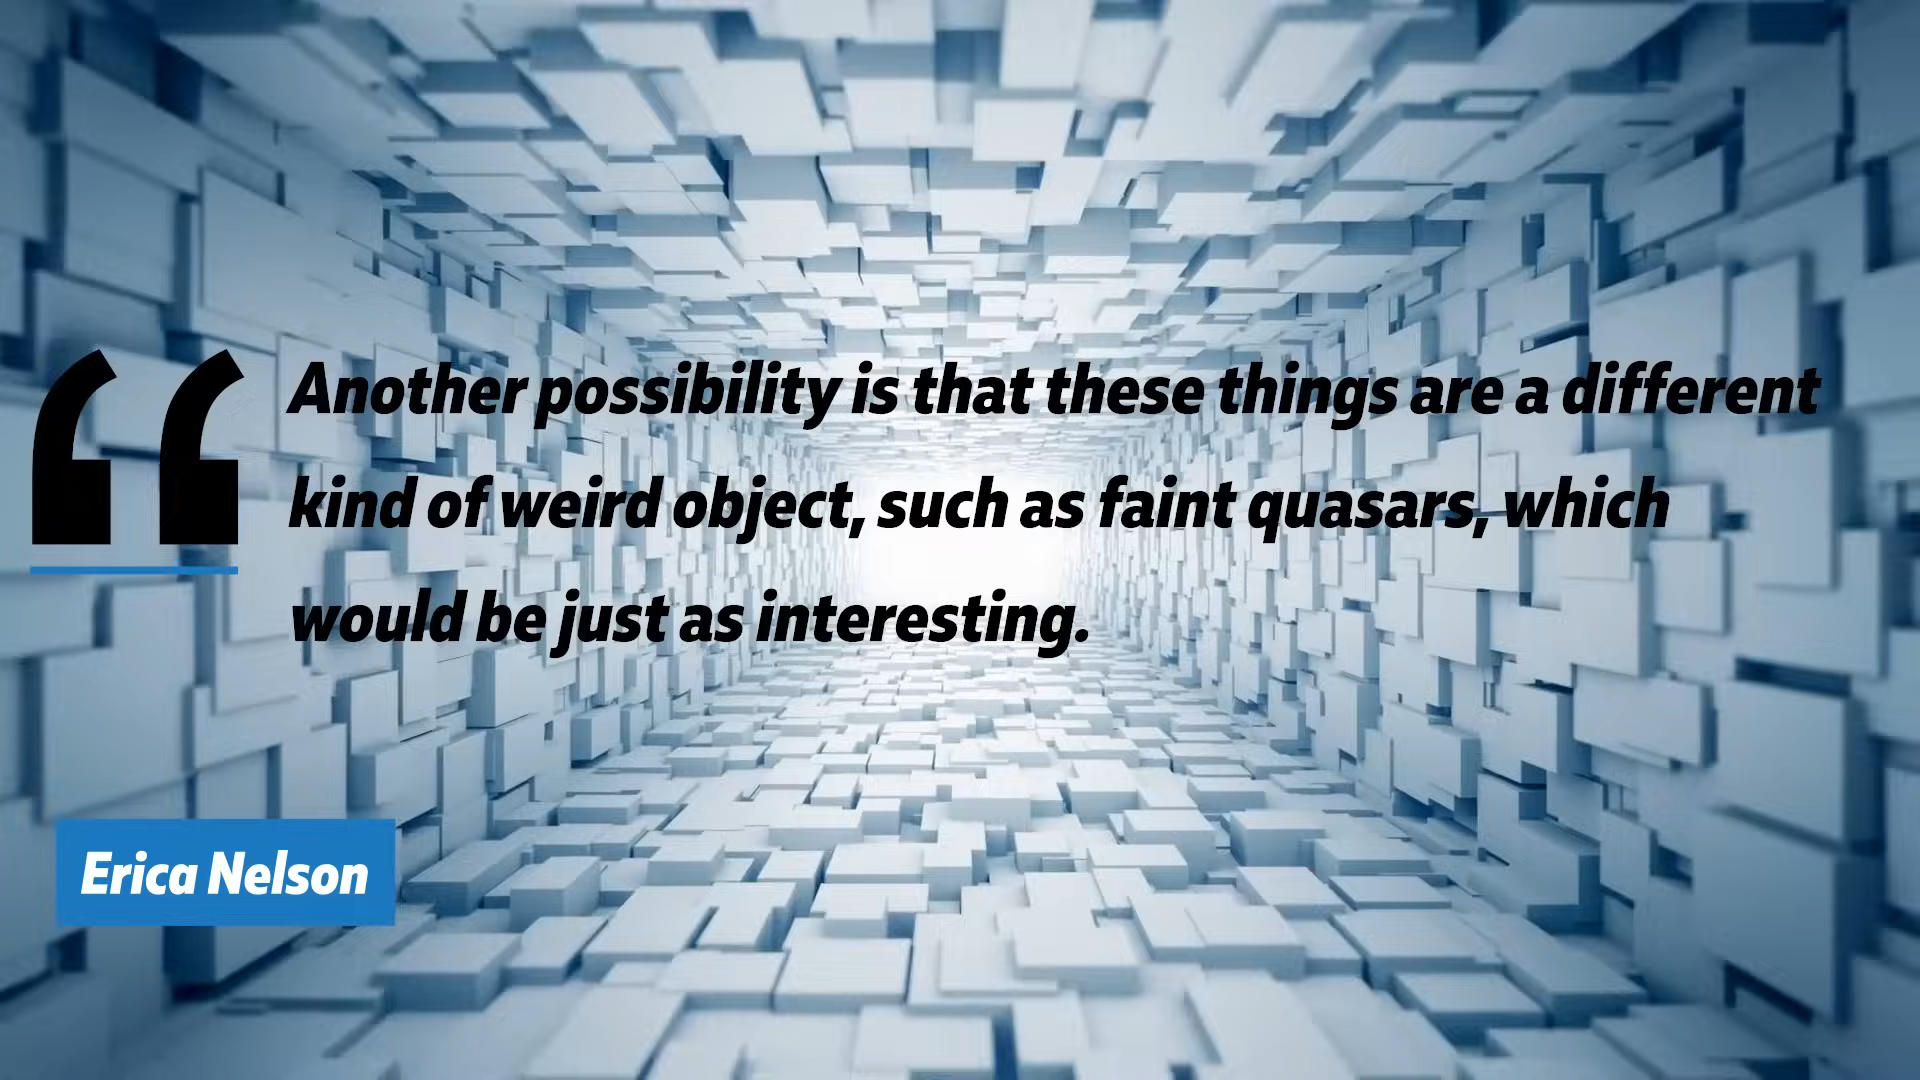 “
Another possibility is that these things are a different
kind of weird object, such as faint quasars, which
would be just as interesting.
Erica Nelson